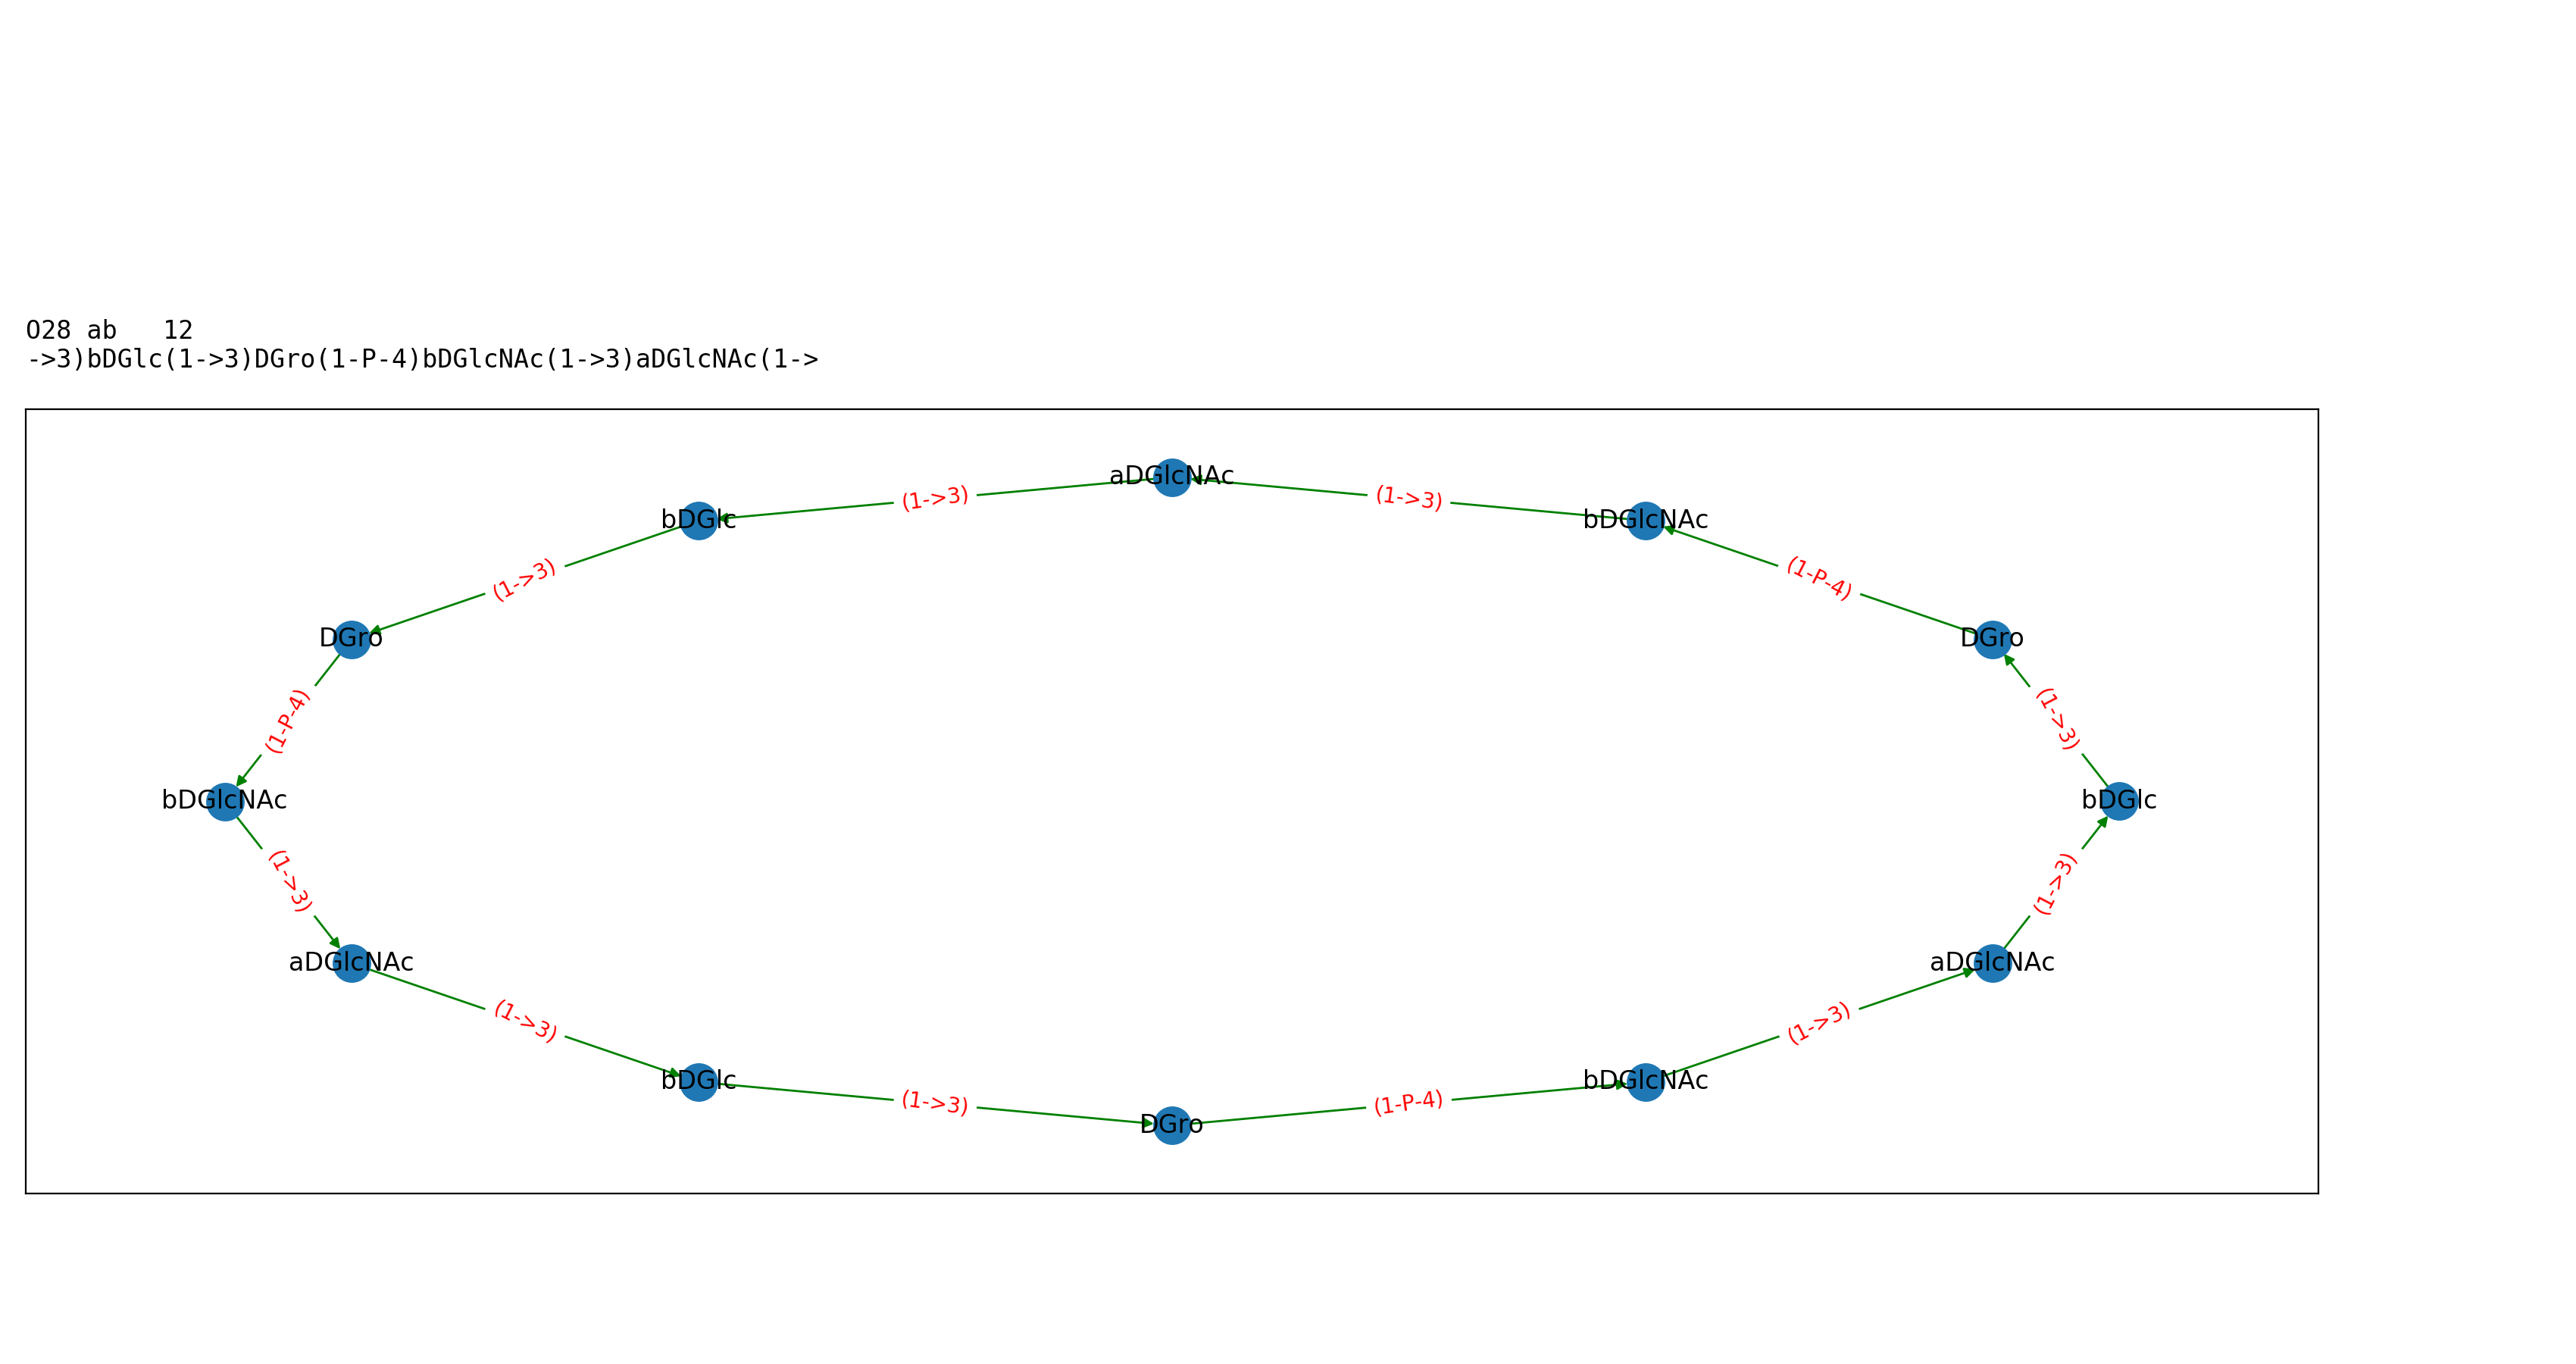 O28 ab   12
->3)bDGlc(1->3)DGro(1-P-4)bDGlcNAc(1->3)aDGlcNAc(1->
aDGlcNAc
(1->3)
(1->3)
bDGlc
bDGlcNAc
(1->3)
(1-P-4)
DGro
DGro
(1-P-4)
(1->3)
bDGlcNAc
bDGlc
(1->3)
(1->3)
aDGlcNAc
aDGlcNAc
(1->3)
(1->3)
bDGlc
bDGlcNAc
(1->3)
(1-P-4)
DGro